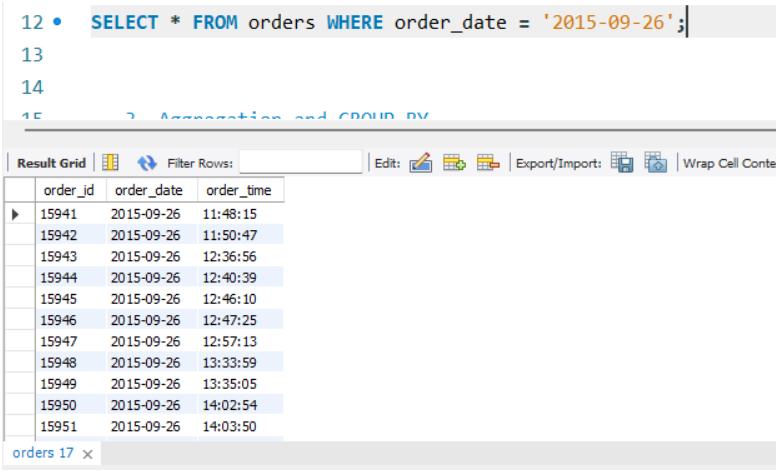 12 SELECT * FROM orders WHERE order_date = '2015-09-26';
13
14
15 2. Aggregation and GROUP BY
Result Grid Filter Rows: Edit: Export/Import: Wrap Cell Conte
order_id order_date order_time
15941 2015-09-26 11:48:15
15942 2015-09-26 11:50:47
15943 2015-09-26 12:36:56
15944 2015-09-26 12:40:39
15945 2015-09-26 12:46:10
15946 2015-09-26 12:47:25
15947 2015-09-26 12:57:13
15948 2015-09-26 13:33:59
15949 2015-09-26 13:35:05
15950 2015-09-26 14:02:54
15951 2015-09-26 14:03:50
orders 17